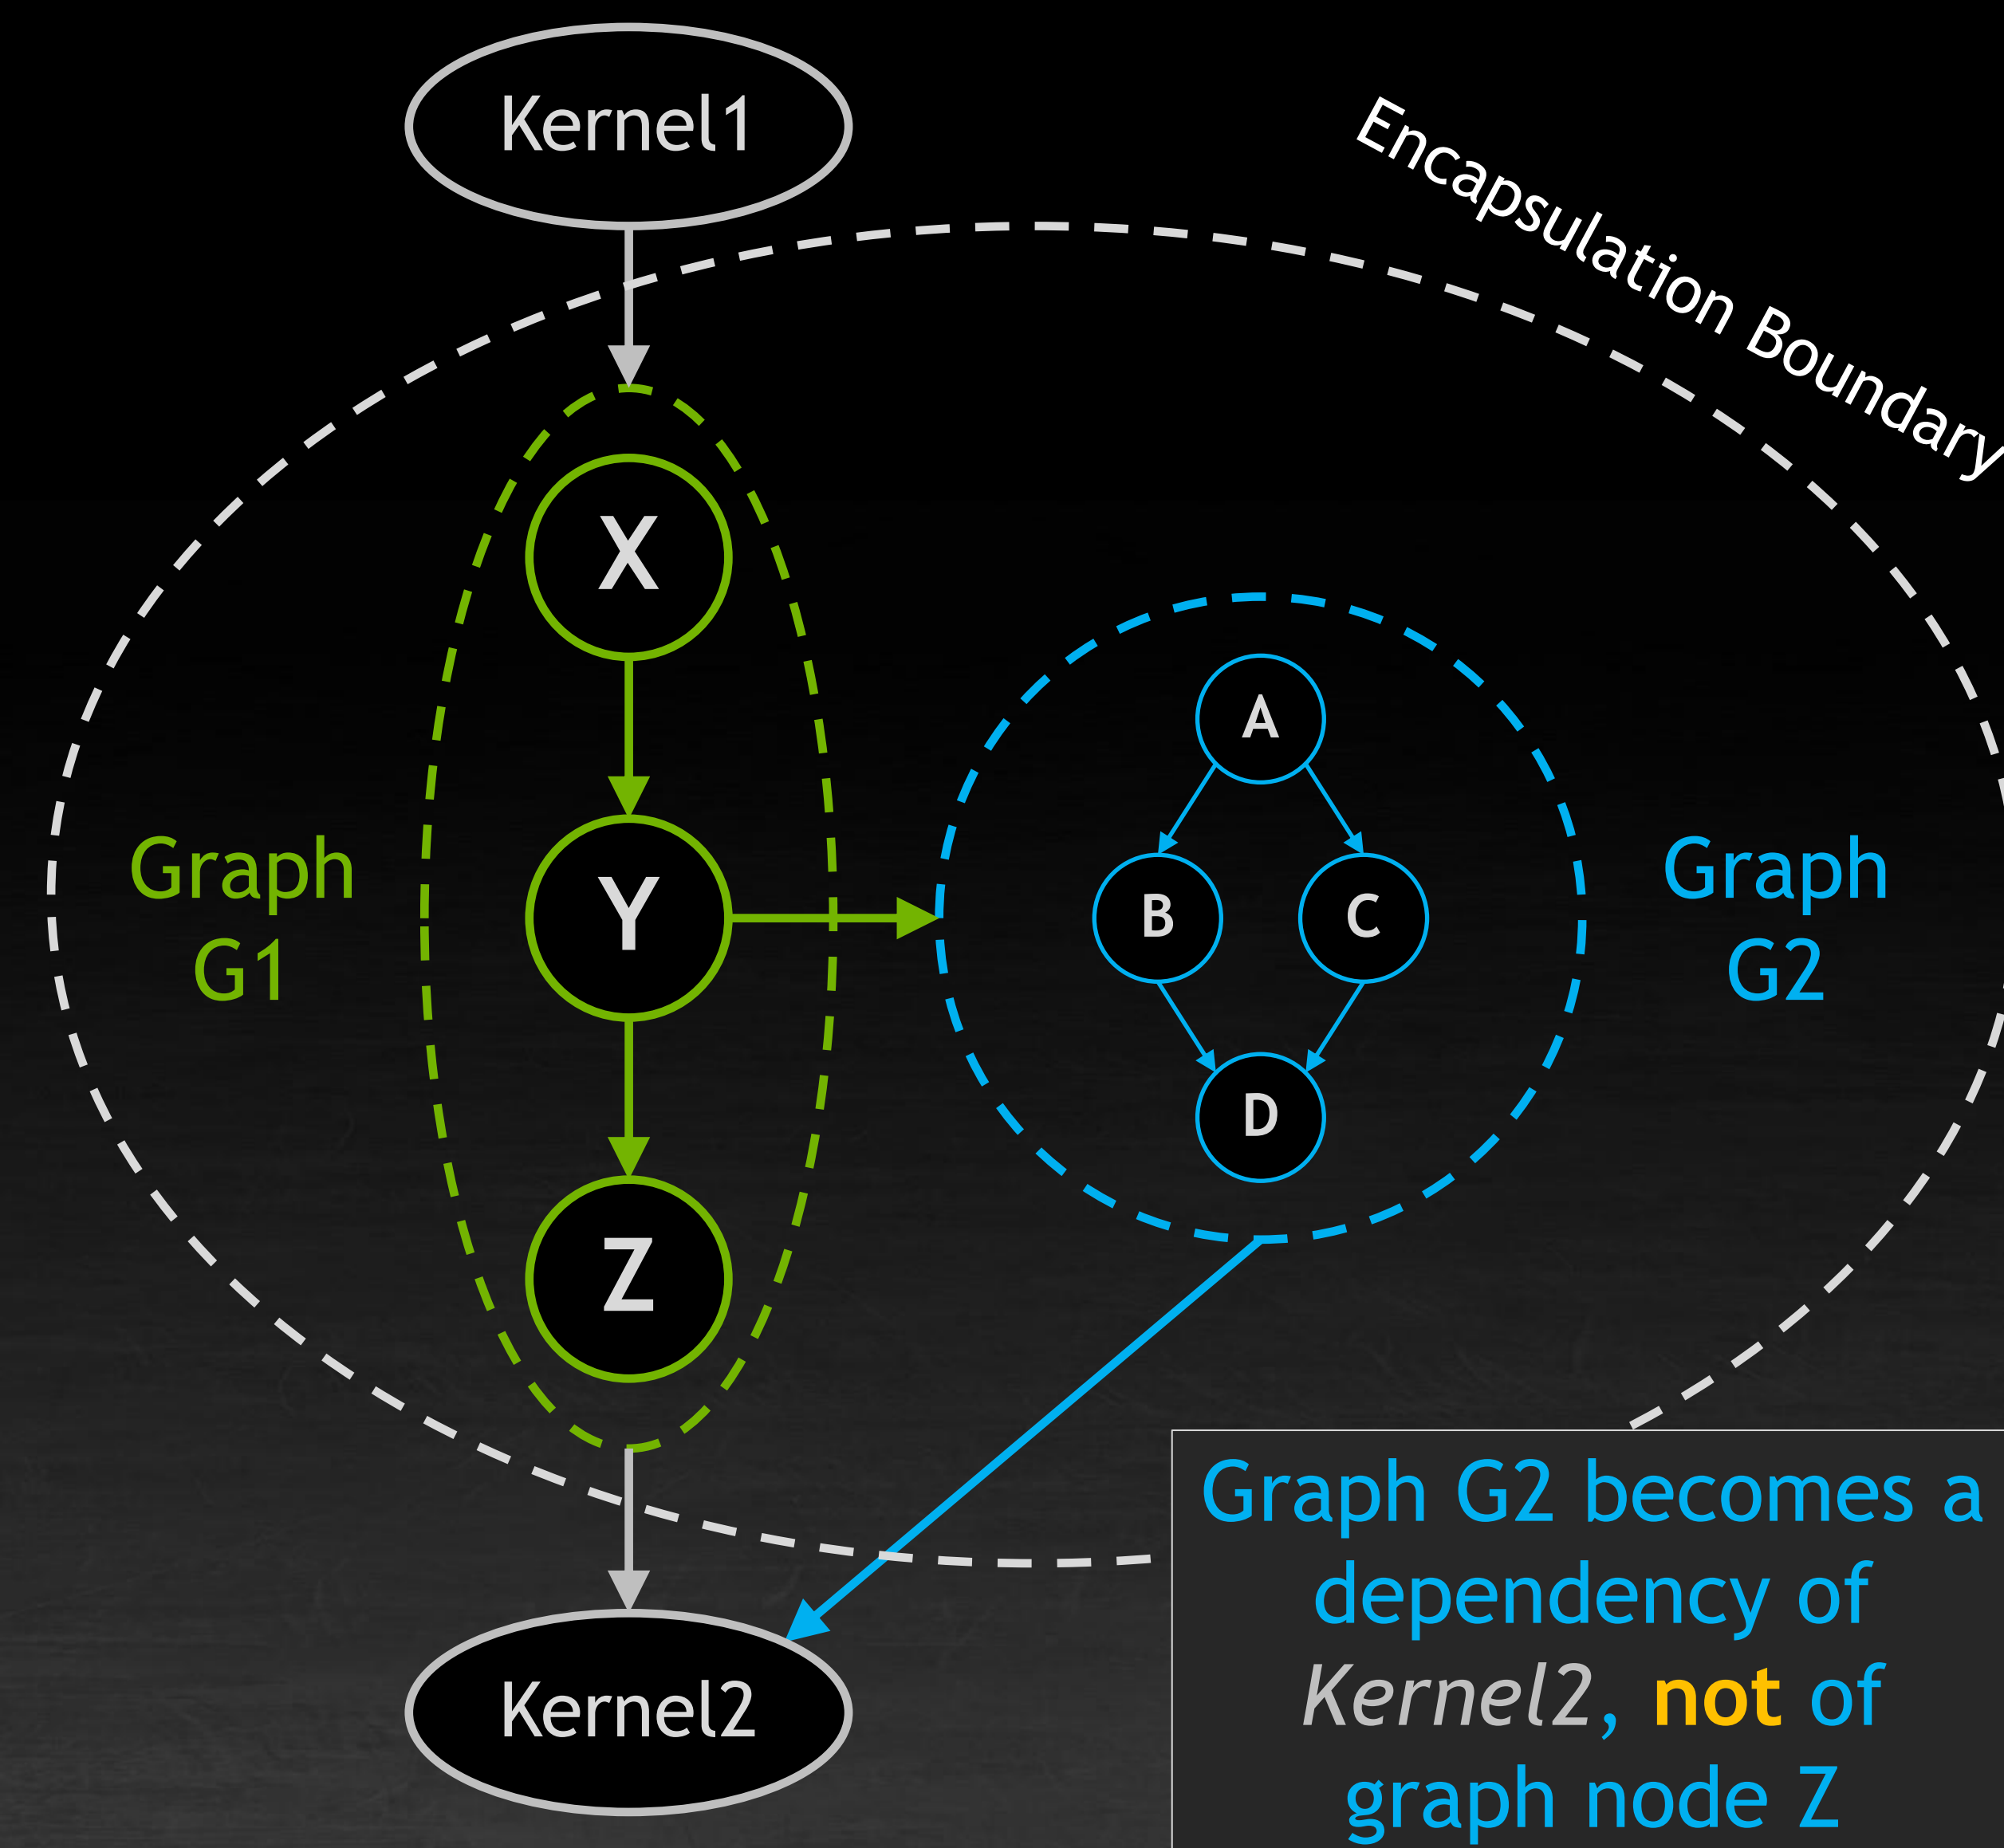 Kernel1
Encapsulation Boundary
X
A
Graph
G1
Y
B
C
Graph
G2
D
Z
Graph G2 becomes a
dependency of
Kernel2, not of
graph node Z
Kernel2